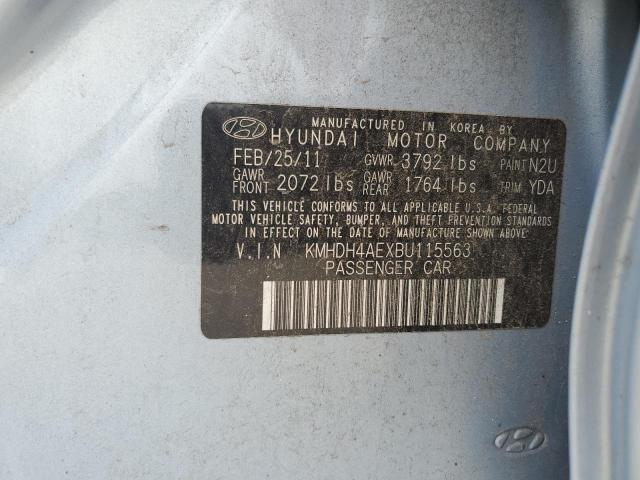 MANUFACTURED IN KOREA BY
HYUNDAI MOTOR COMPANY
FEB/25/11 GVWR 3792 lbs PAINT N2U
GAWR FRONT 2072 lbs GAWR REAR 1764 lbs TRIM YDA
THIS VEHICLE CONFORMS TO ALL APPLICABLE U.S.A. FEDERAL
MOTOR VEHICLE SAFETY, BUMPER, AND THEFT PREVENTION STANDARDS
IN EFFECT ON THE DATE OF MANUFACTURE SHOWN ABOVE.
V.I.N KMHDH4AEXBU115563
PASSENGER CAR